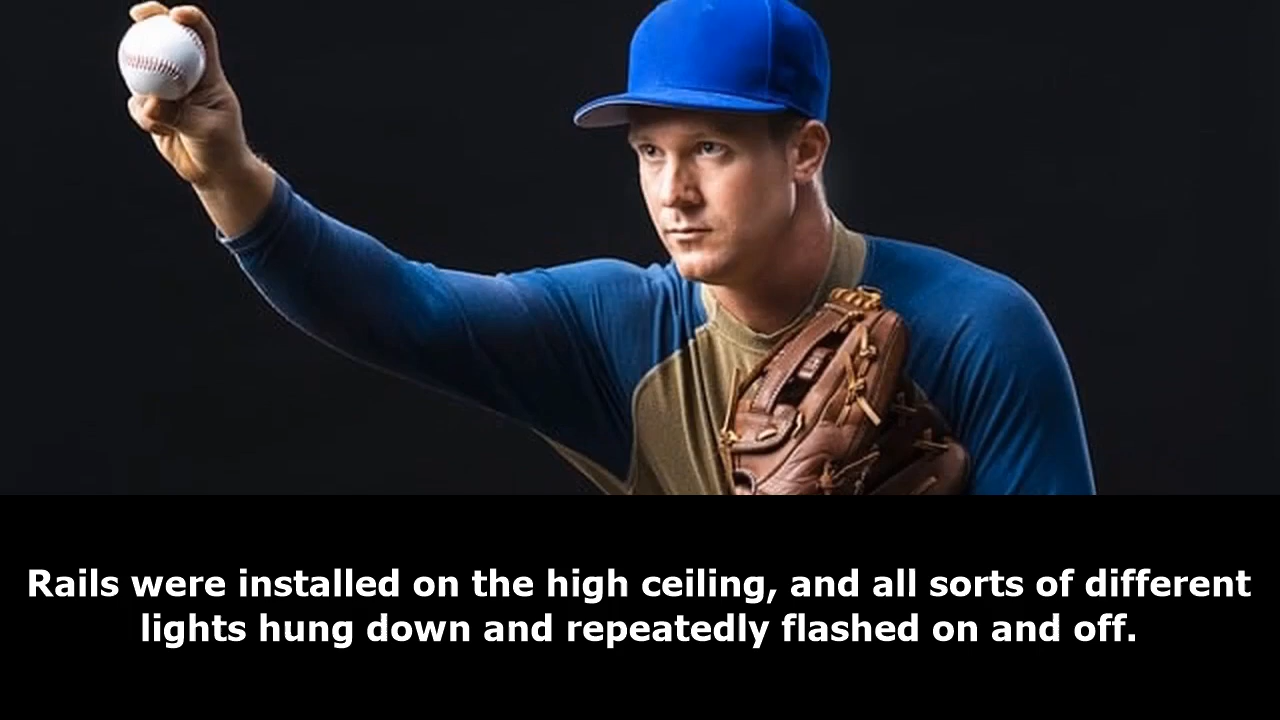 Rails were installed on the high ceiling, and all sorts of different
lights hung down and repeatedly flashed on and off.